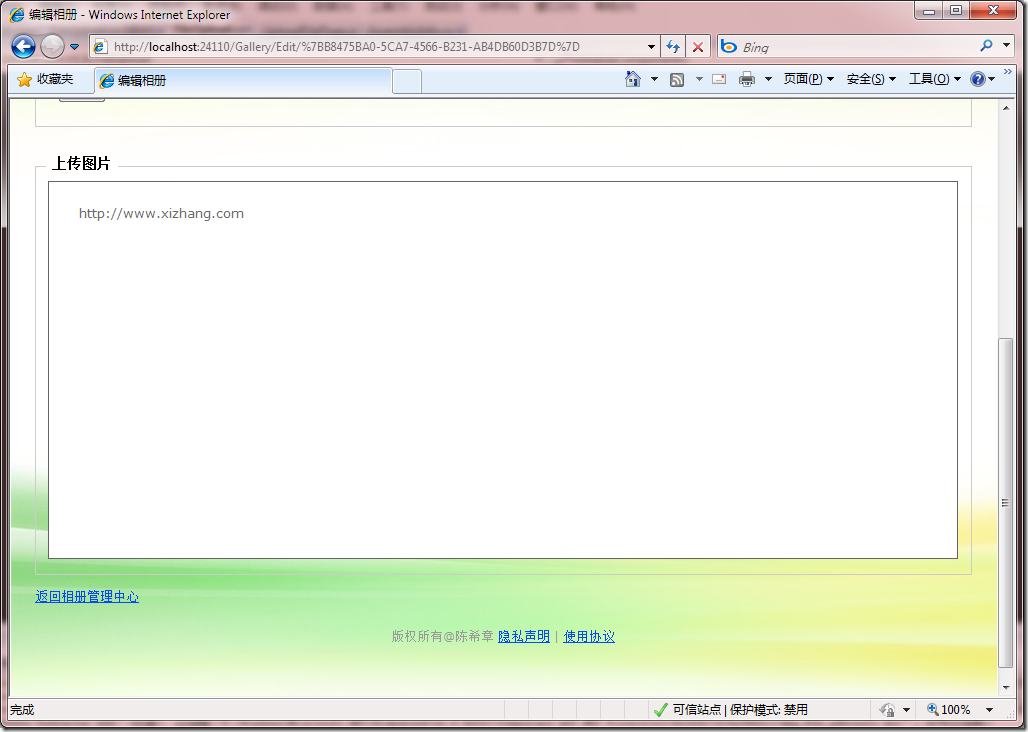 编辑相册 - Windows Internet Explorer
http://localhost:24110/Gallery/Edit/%7BB8475BA0-5CA7-4566-B231-AB4DB60D3B7D%7D
Bing
收藏夹
编辑相册
页面(P)
安全(S)
工具(O)
上传图片
http://www.xizhang.com
返回相册管理中心
版权所有@陈希章 隐私声明 | 使用协议
完成
可信站点 | 保护模式: 禁用
100%